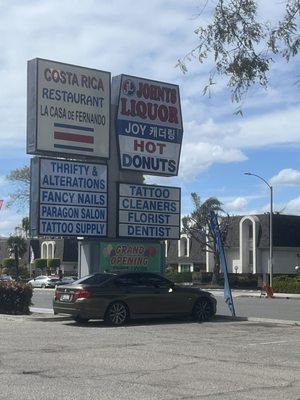 COSTA RICA
RESTAURANT
LA CASA de FERNANDO
JOHNYS
LIQUOR
JOY 캐더링
HOT
DONUTS
THRIFTY &
ALTERATIONS
FANCY NAILS
PARAGON SALON
TATTOO SUPPLY
TATTOO
CLEANERS
FLORIST
DENTIST
GRAND
OPENING